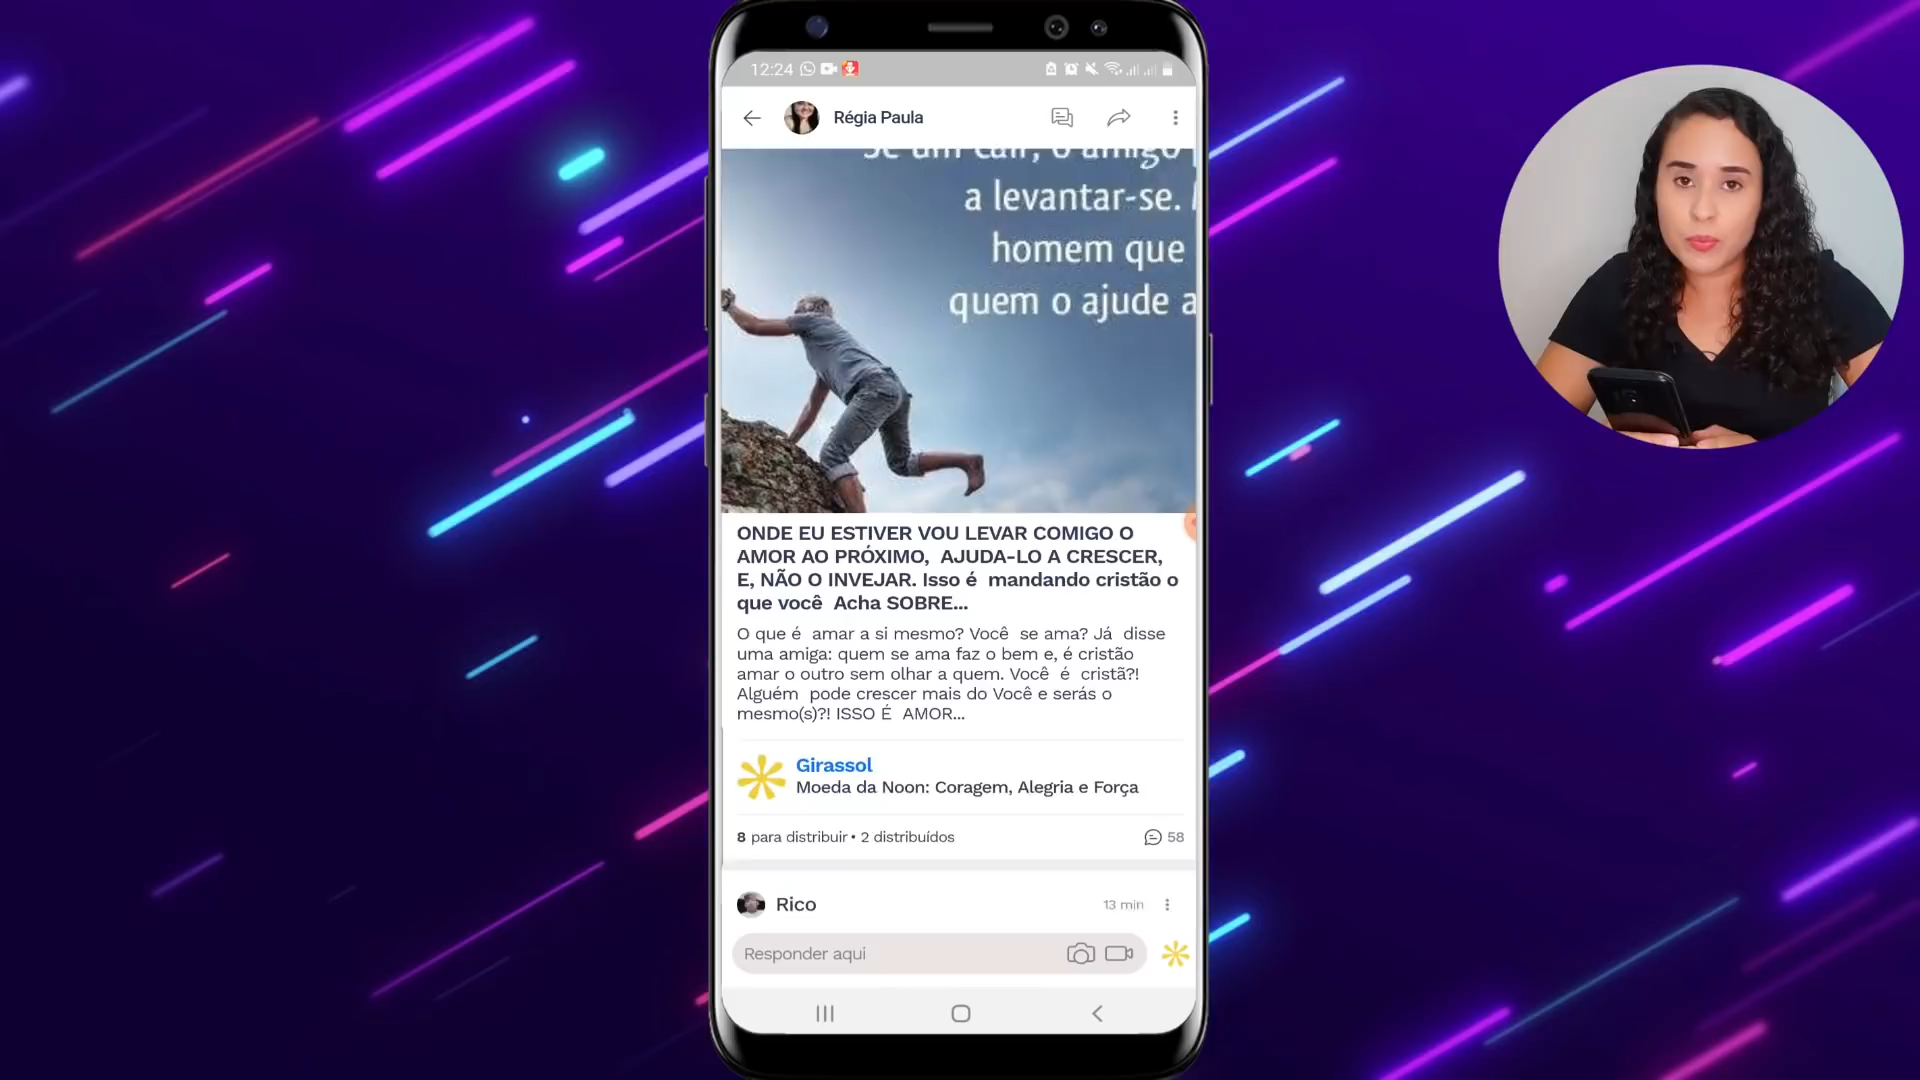 12:24
Régia Paula
Se um cair, o amigo
a levantar-se.
homem que
quem o ajude a
ONDE EU ESTIVER VOU LEVAR COMIGO O
AMOR AO PRÓXIMO, AJUDA-LO A CRESCER,
E, NÃO O INVEJAR. Isso é mandando cristão o
que você Acha SOBRE...
O que é amar a si mesmo? Você se ama? Já disse
uma amiga: quem se ama faz o bem e, é cristão
amar o outro sem olhar a quem. Você é cristã?!
Alguém pode crescer mais do Você e serás o
mesmo(s)?! ISSO É AMOR...
Girassol
Moeda da Noon: Coragem, Alegria e Força
8 para distribuir • 2 distribuídos
58
Rico
13 min
Responder aqui